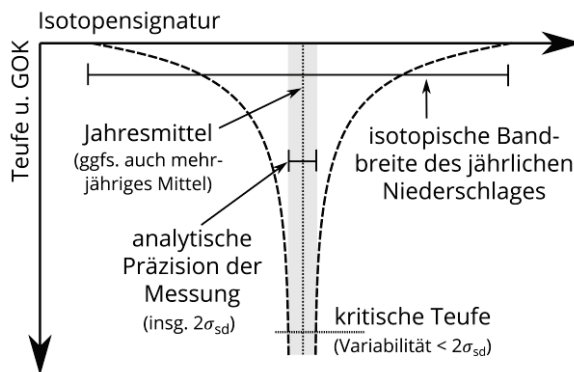 Isotopensignatur
Teufe u. GOK
Jahresmittel
(ggfs. auch mehr-
jähriges Mittel)
isotopische Band-
breite des jährlichen
Niederschlages
analytische
Präzision der
Messung
(insg. 2σsd)
kritische Teufe
(Variabilität < 2σsd)